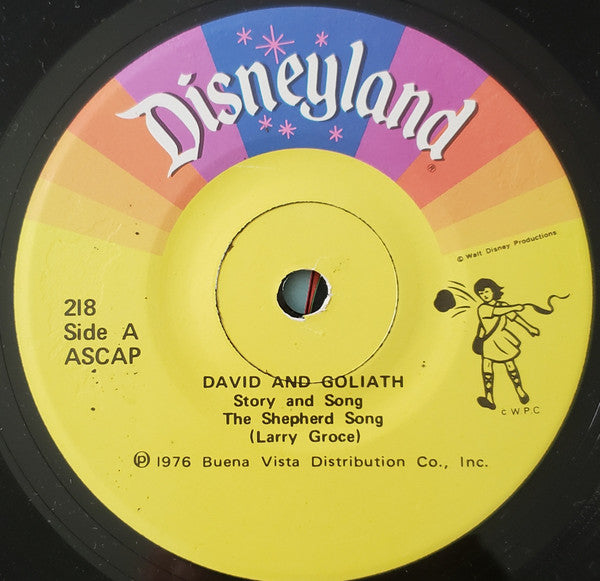 Disneyland
®
© Walt Disney Productions
218
Side A
ASCAP
© W.P.C
DAVID AND GOLIATH
Story and Song
The Shepherd Song
(Larry Groce)
℗ 1976 Buena Vista Distribution Co., Inc.